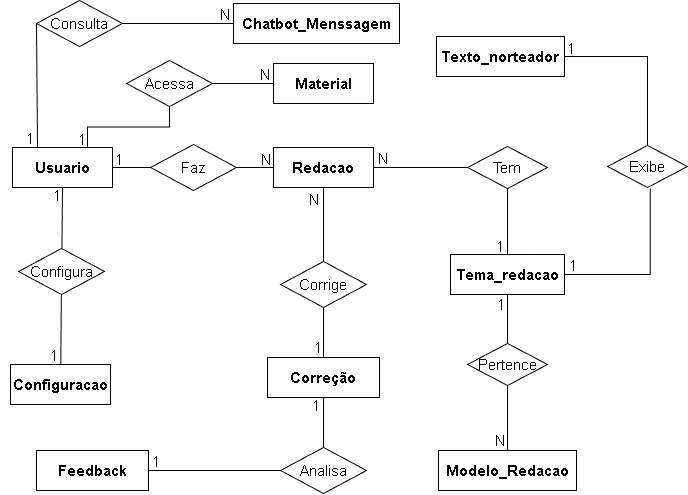 Consulta
N
Chatbot_Menssagem
Texto_norteador
1
Acessa
N
Material
1
1
Usuario
1
Faz
N
Redacao
N
Tem
Exibe
1
N
1
Configura
Corrige
Tema_redacao
1
1
1
1
Configuracao
1
Correção
Pertence
1
N
Feedback
1
Analisa
Modelo_Redacao